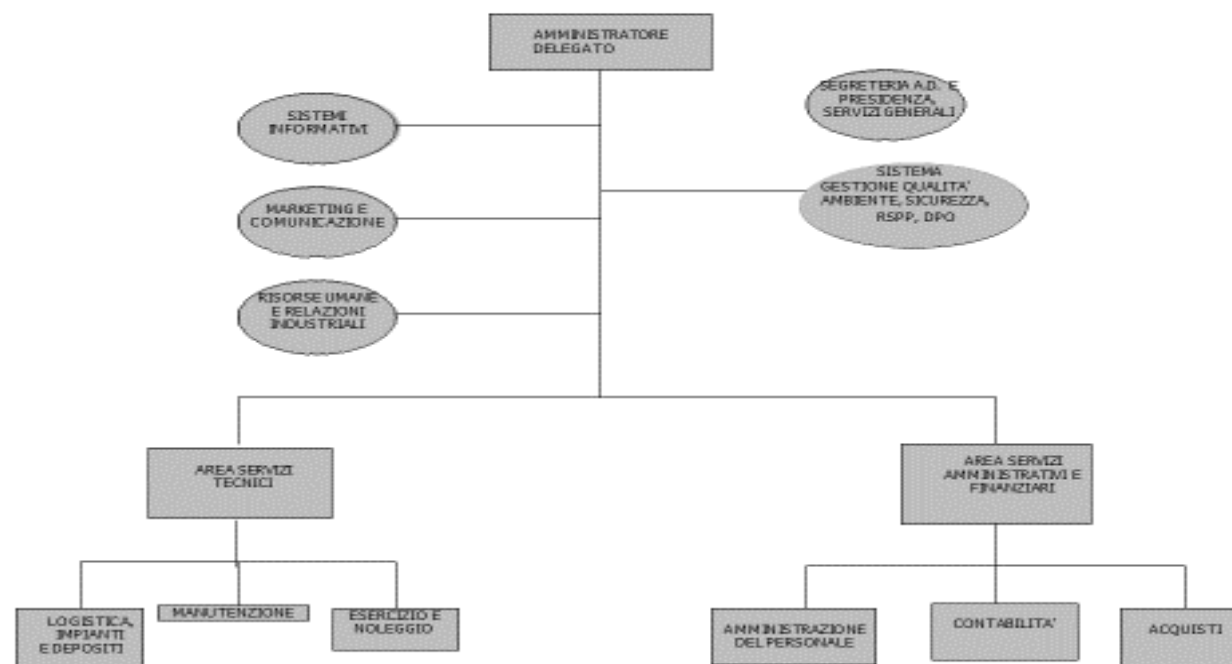 AMMINISTRATORE
DELEGATO
SEGRETERIA A.D. E
PRESIDENZA,
SERVIZI GENERALI
SISTEMI
INFORMATIVI
SISTEMA
GESTIONE QUALITA'
AMBIENTE, SICUREZZA,
RSPP, DPO
MARKETING E
COMUNICAZIONE
RISORSE UMANE
E RELAZIONI
INDUSTRIALI
AREA SERVIZI
TECNICI
AREA SERVIZI
AMMINISTRATIVI E
FINANZIARI
LOGISTICA,
IMPIANTI
E DEPOSITI
MANUTENZIONE
ESERCIZIO E
NOLEGGIO
AMMINISTRAZIONE
DEL PERSONALE
CONTABILITA'
ACQUISTI